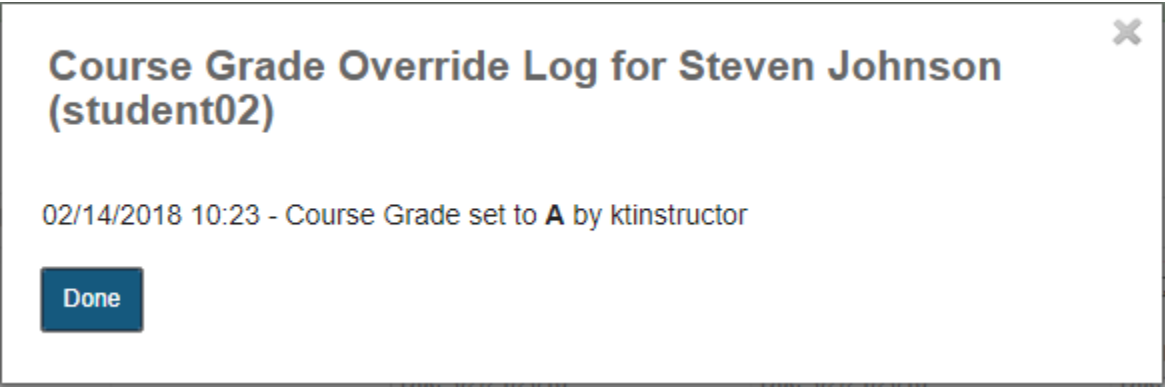 Course Grade Override Log for Steven Johnson
(student02)
02/14/2018 10:23 - Course Grade set to A by ktinstructor
Done